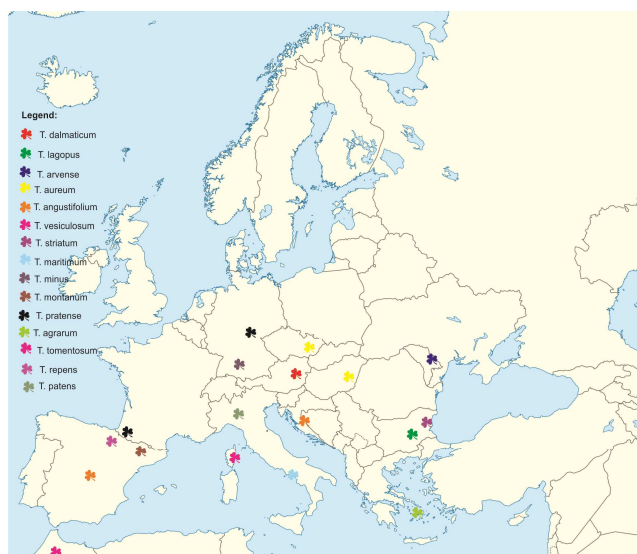 Legend:
T. dalmaticum
T. lagopus
T. arvense
T. aureum
T. angustifolium
T. vesiculosum
T. striatum
T. maritimum
T. minus
T. montanum
T. pratense
T. agrarum
T. tomentosum
T. repens
T. patens